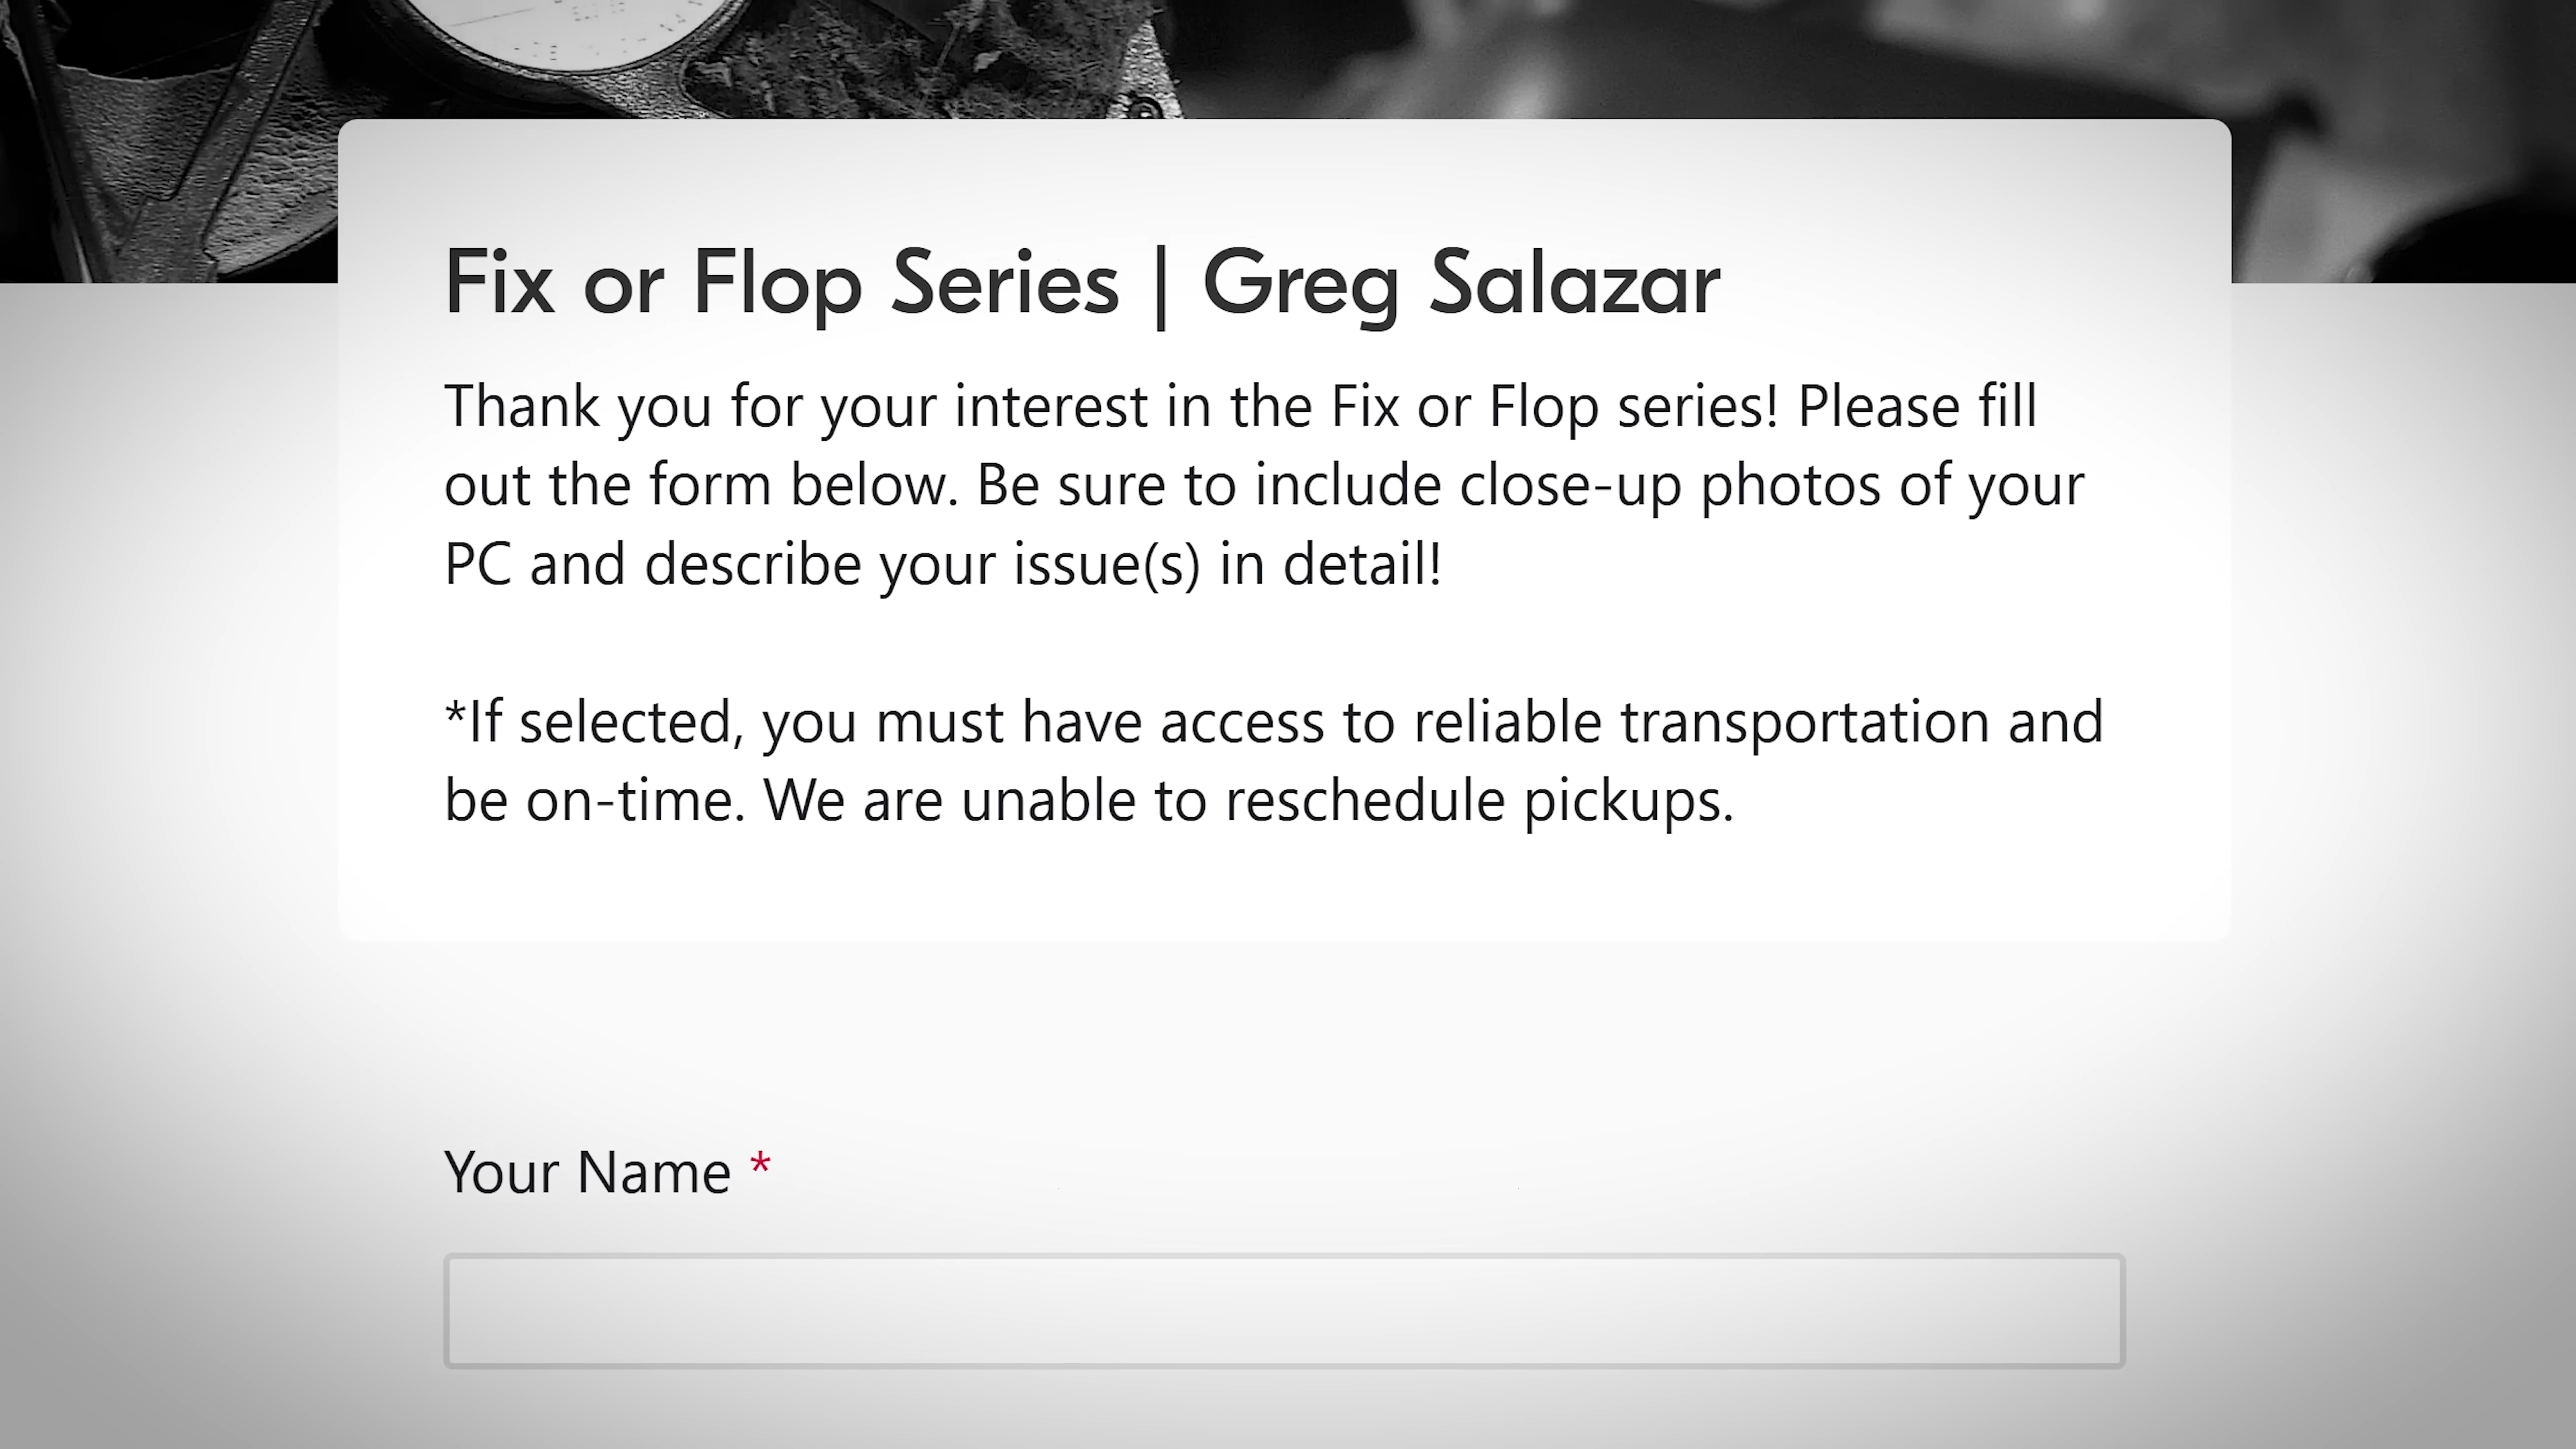 Fix or Flop Series | Greg Salazar
Thank you for your interest in the Fix or Flop series! Please fill
out the form below. Be sure to include close-up photos of your
PC and describe your issue(s) in detail!
*If selected, you must have access to reliable transportation and
be on-time. We are unable to reschedule pickups.
Your Name *